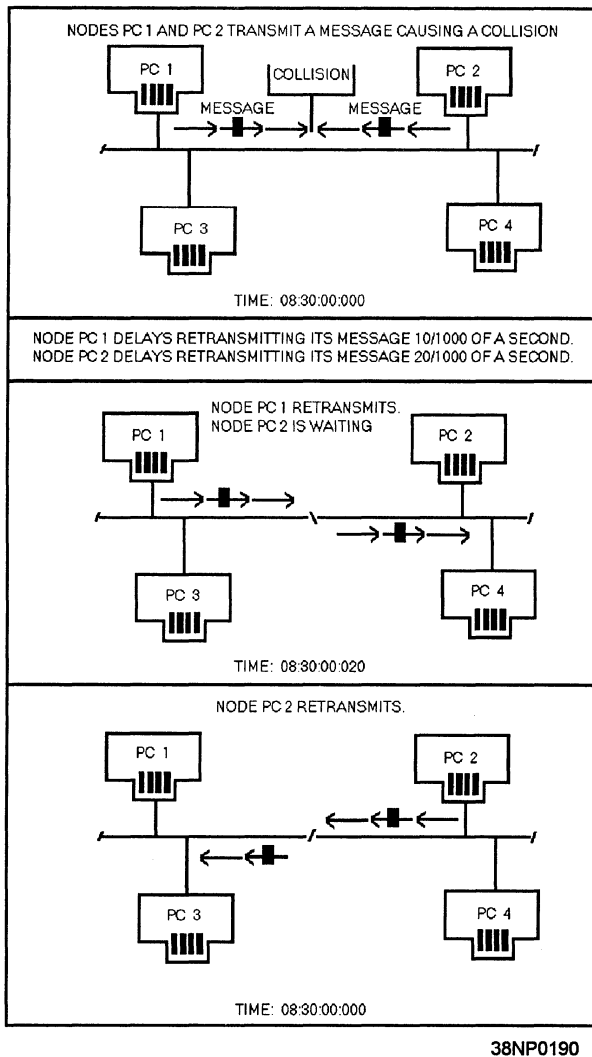 NODES PC 1 AND PC 2 TRANSMIT A MESSAGE CAUSING A COLLISION
PC 1
COLLISION
PC 2
MESSAGE
MESSAGE
PC 3
PC 4
TIME: 08:30:00:000
NODE PC 1 DELAYS RETRANSMITTING ITS MESSAGE 10/1000 OF A SECOND.
NODE PC 2 DELAYS RETRANSMITTING ITS MESSAGE 20/1000 OF A SECOND.
NODE PC 1 RETRANSMITS.
NODE PC 2 IS WAITING
PC 1
PC 2
PC 3
PC 4
TIME: 08:30:00:020
NODE PC 2 RETRANSMITS.
PC 1
PC 2
PC 3
PC 4
TIME: 08:30:00:000
38NP0190